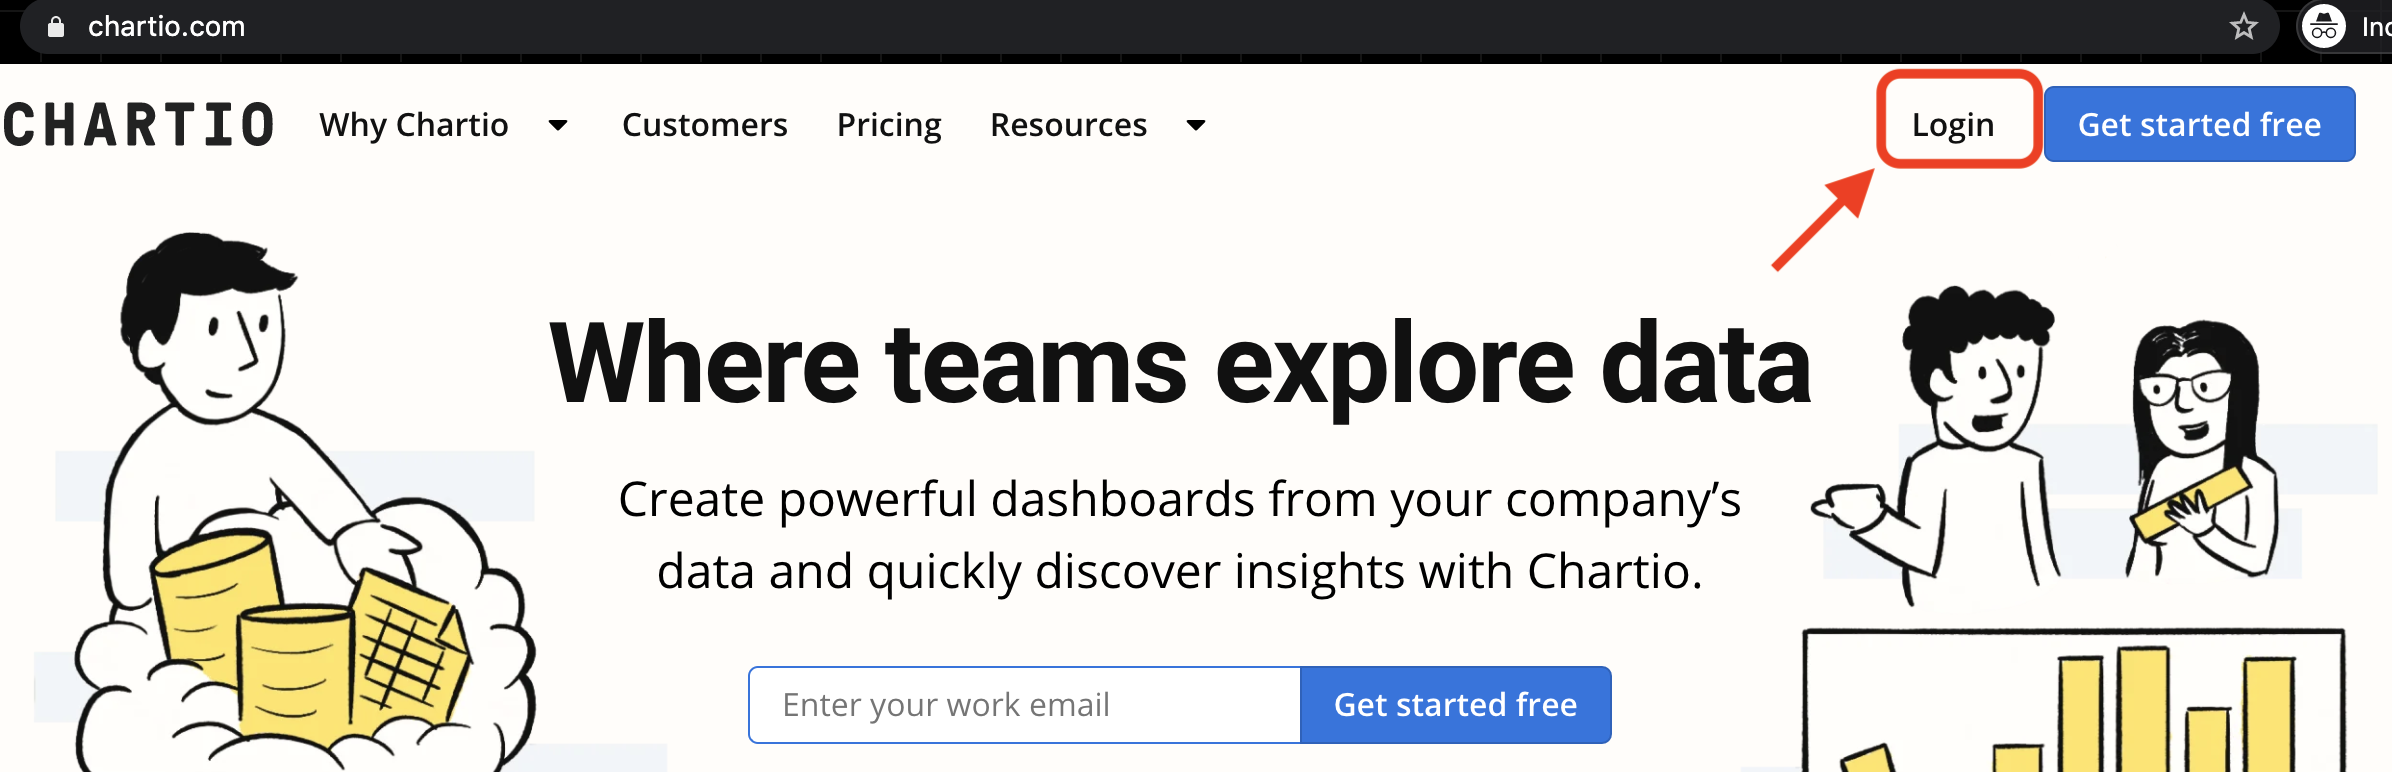 chartio.com
Inc
CHARTIO Why Chartio Customers Pricing Resources Login Get started free
Where teams explore data
Create powerful dashboards from your company’s
data and quickly discover insights with Chartio.
Enter your work email Get started free